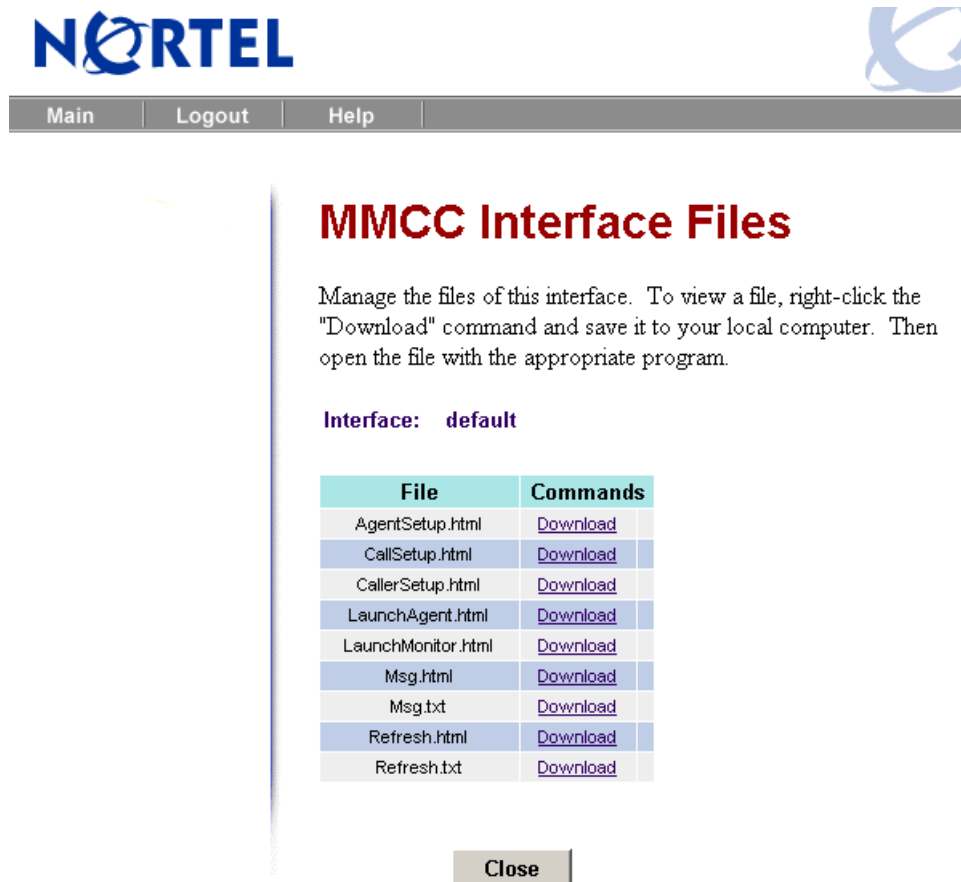 NORTEL
Main Logout Help
MMCC Interface Files
Manage the files of this interface. To view a file, right-click the
"Download" command and save it to your local computer. Then
open the file with the appropriate program.
Interface: default
File Commands
AgentSetup.html Download
CallSetup.html Download
CallerSetup.html Download
LaunchAgent.html Download
LaunchMonitor.html Download
Msg.html Download
Msg.txt Download
Refresh.html Download
Refresh.txt Download
Close